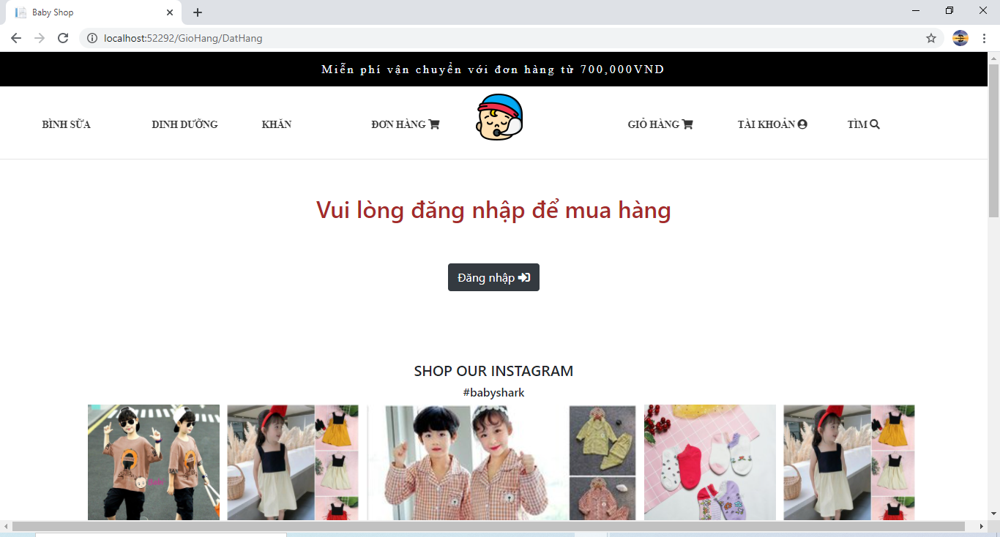 Baby Shop
localhost:52292/GioHang/DatHang
Miễn phí vận chuyển với đơn hàng từ 700,000VND
BÌNH SỮA DINH DƯỠNG KHĂN ĐƠN HÀNG GIỎ HÀNG TÀI KHOẢN TÌM
Vui lòng đăng nhập để mua hàng
Đăng nhập
SHOP OUR INSTAGRAM
#babyshark